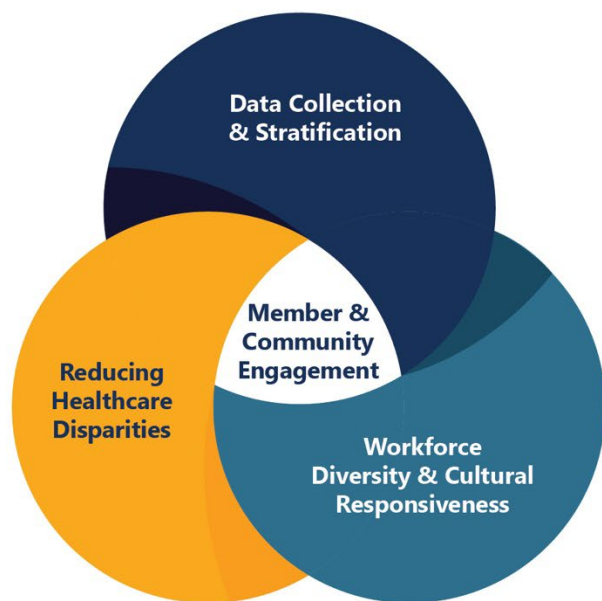 Data Collection
& Stratification
Member &
Community
Engagement
Reducing
Healthcare
Disparities
Workforce
Diversity & Cultural
Responsiveness